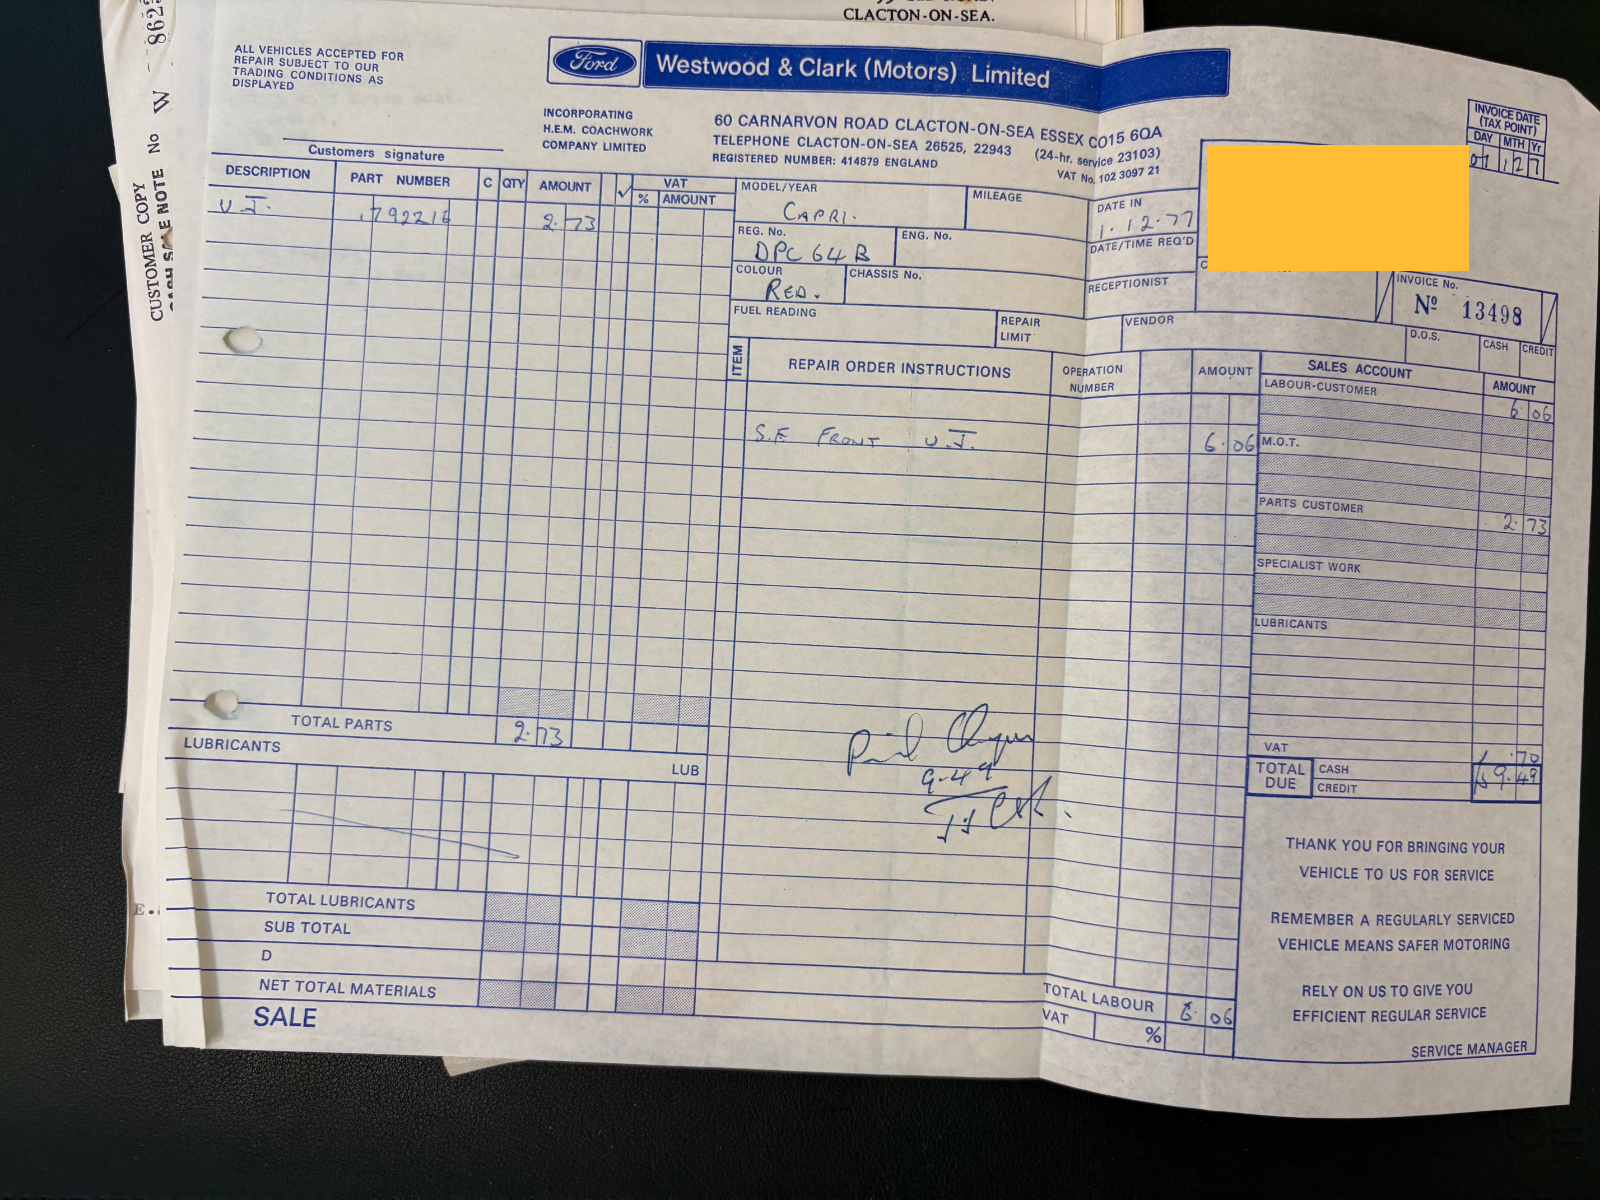 CLACTON-ON-SEA.
862
W
CUSTOMER COPY
CASH SALE NOTE No
E.
ALL VEHICLES ACCEPTED FOR
REPAIR SUBJECT TO OUR
TRADING CONDITIONS AS
DISPLAYED
Customers signature
Ford
Westwood & Clark (Motors) Limited
INCORPORATING
H.E.M. COACHWORK
COMPANY LIMITED
60 CARNARVON ROAD CLACTON-ON-SEA ESSEX CO15 6QA
TELEPHONE CLACTON-ON-SEA 26525, 22943 (24-hr. service 23103)
REGISTERED NUMBER: 414879 ENGLAND
VAT No. 102 3097 21
INVOICE DATE
(TAX POINT)
DAY MTH Yr
01 12 7
DESCRIPTION PART NUMBER C QTY AMOUNT ✓ VAT
% AMOUNT
U.J. 792216 2.73
MODEL/YEAR
CAPRI.
MILEAGE
DATE IN
1.12.77
REG. No.
DPC 64B
ENG. No.
DATE/TIME REQ'D
COLOUR
RED.
CHASSIS No.
RECEPTIONIST
FUEL READING
REPAIR
LIMIT
VENDOR
INVOICE No.
No 13498
D.O.S. CASH CREDIT
ITEM REPAIR ORDER INSTRUCTIONS OPERATION
NUMBER AMOUNT
S.E FRONT U.J. 6.06
SALES ACCOUNT AMOUNT
LABOUR-CUSTOMER
6.06
M.O.T.
PARTS CUSTOMER
2.73
SPECIALIST WORK
LUBRICANTS
VAT .70
TOTAL
DUE CASH
CREDIT 9.49
TOTAL PARTS 2.73
LUBRICANTS
LUB
9.49
TOTAL LUBRICANTS
SUB TOTAL
D
NET TOTAL MATERIALS
SALE
TOTAL LABOUR 6 06
VAT %
THANK YOU FOR BRINGING YOUR
VEHICLE TO US FOR SERVICE
REMEMBER A REGULARLY SERVICED
VEHICLE MEANS SAFER MOTORING
RELY ON US TO GIVE YOU
EFFICIENT REGULAR SERVICE
SERVICE MANAGER